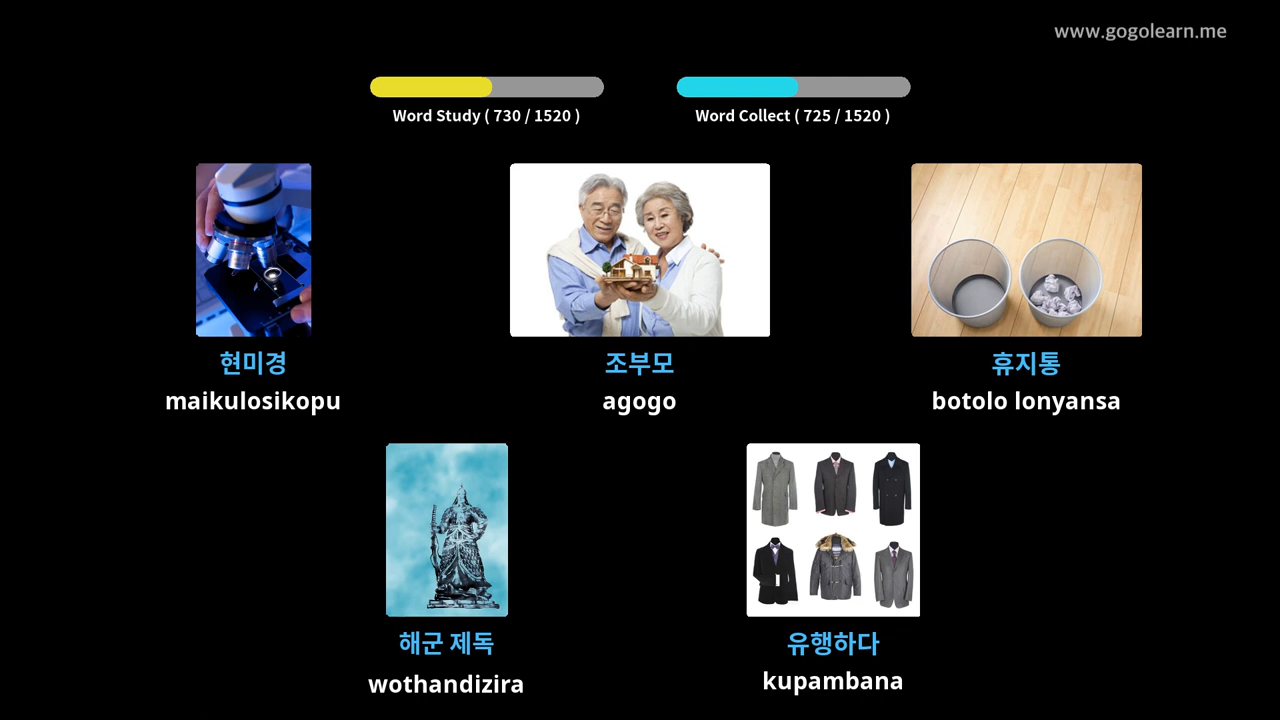 www.gogolearn.me
Word Study ( 730 / 1520 )
Word Collect ( 725 / 1520 )
현미경
maikulosikopu
조부모
agogo
휴지통
botolo lonyansa
해군 제독
wothandizira
유행하다
kupambana